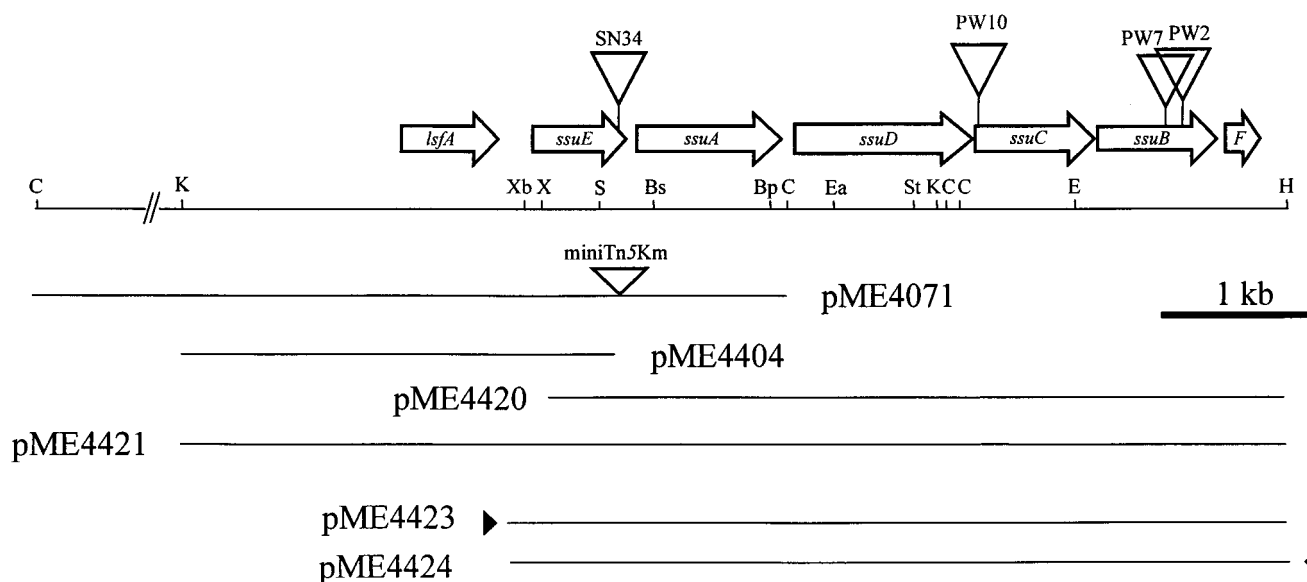 SN34 PW10 PW7 PW2
lsfA ssuE ssuA ssuD ssuC ssuB F
C K Xb X S Bs Bp C Ea St K C C E H
miniTn5Km
pME4071 1 kb
pME4404
pME4420
pME4421
pME4423
pME4424